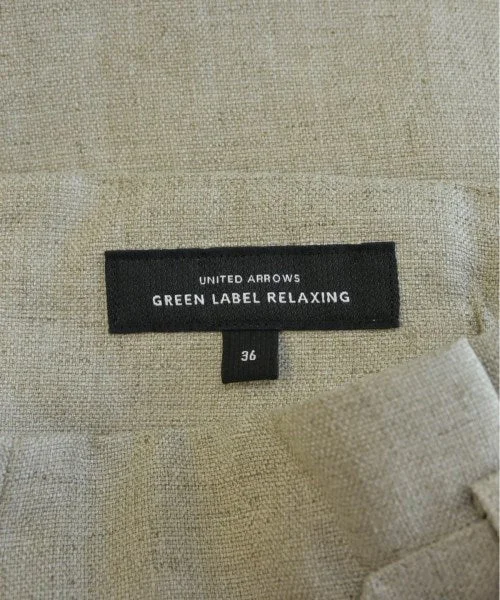 UNITED ARROWS
GREEN LABEL RELAXING
36